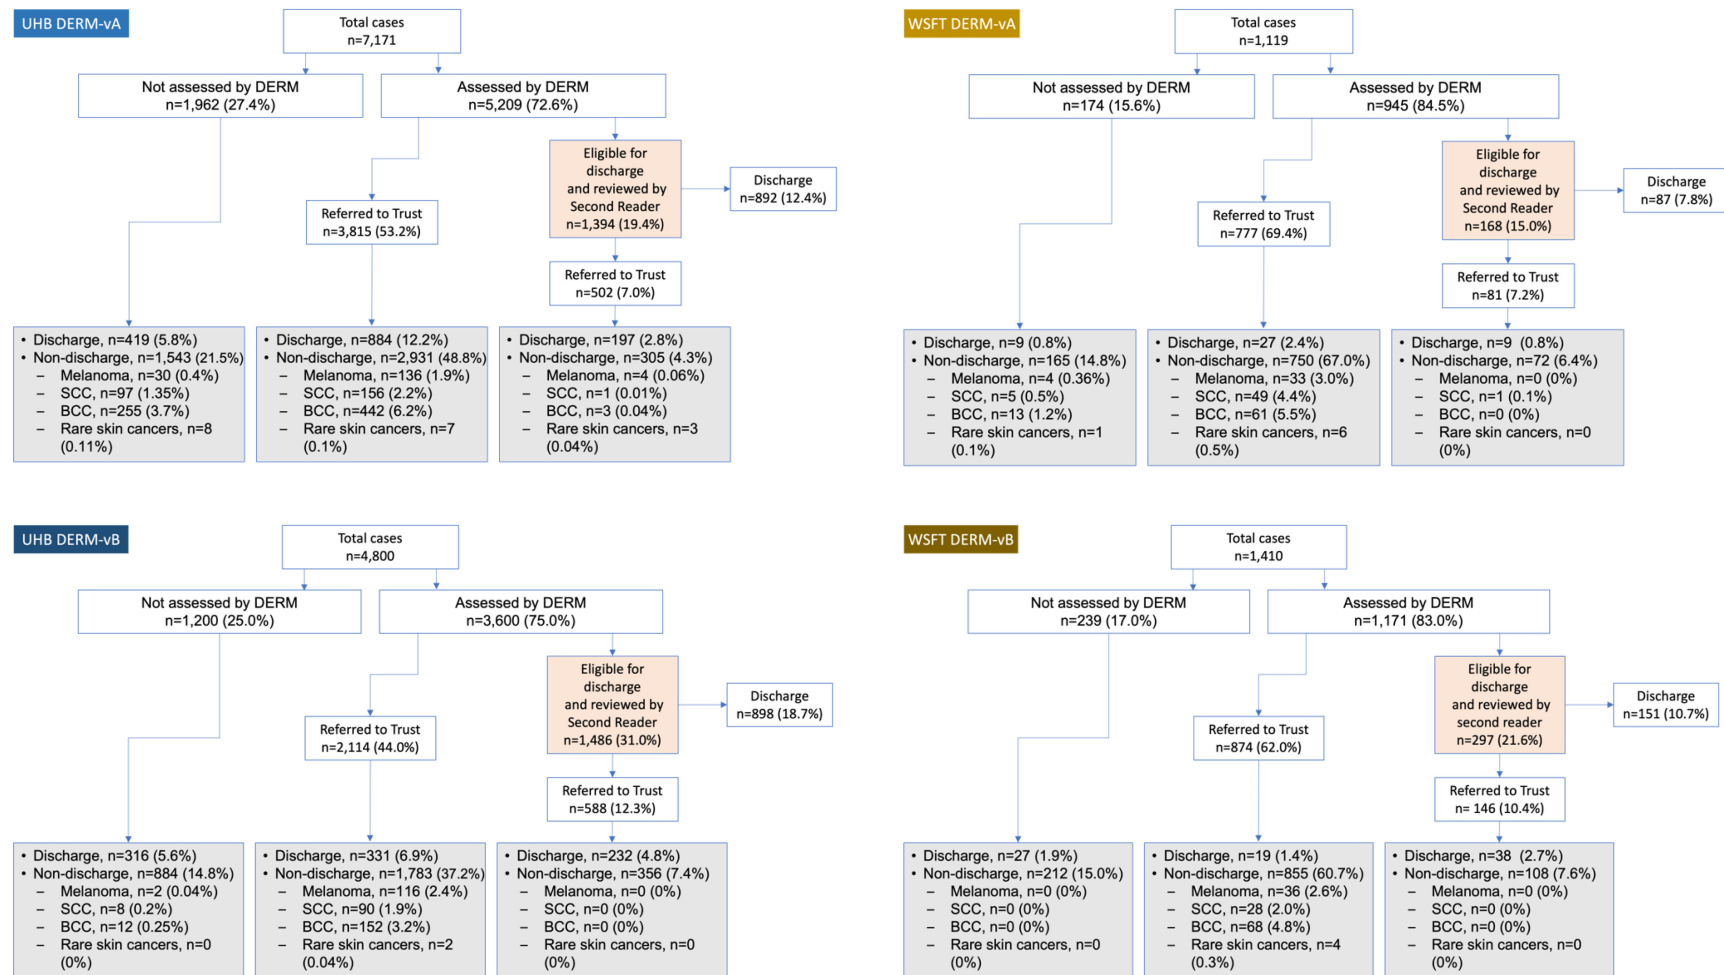 UHB DERM-vA
Total cases
n=7,171
Not assessed by DERM
n=1,962 (27.4%)
Assessed by DERM
n=5,209 (72.6%)
Eligible for
discharge
and reviewed by
Second Reader
n=1,394 (19.4%)
Discharge
n=892 (12.4%)
Referred to Trust
n=3,815 (53.2%)
Referred to Trust
n=502 (7.0%)
• Discharge, n=419 (5.8%)
• Non-discharge, n=1,543 (21.5%)
– Melanoma, n=30 (0.4%)
– SCC, n=97 (1.35%)
– BCC, n=255 (3.7%)
– Rare skin cancers, n=8
(0.11%)
• Discharge, n=884 (12.2%)
• Non-discharge, n=2,931 (48.8%)
– Melanoma, n=136 (1.9%)
– SCC, n=156 (2.2%)
– BCC, n=442 (6.2%)
– Rare skin cancers, n=7
(0.1%)
• Discharge, n=197 (2.8%)
• Non-discharge, n=305 (4.3%)
– Melanoma, n=4 (0.06%)
– SCC, n=1 (0.01%)
– BCC, n=3 (0.04%)
– Rare skin cancers, n=3
(0.04%)
WSFT DERM-vA
Total cases
n=1,119
Not assessed by DERM
n=174 (15.6%)
Assessed by DERM
n=945 (84.5%)
Eligible for
discharge
and reviewed by
Second Reader
n=168 (15.0%)
Discharge
n=87 (7.8%)
Referred to Trust
n=777 (69.4%)
Referred to Trust
n=81 (7.2%)
• Discharge, n=9 (0.8%)
• Non-discharge, n=165 (14.8%)
– Melanoma, n=4 (0.36%)
– SCC, n=5 (0.5%)
– BCC, n=13 (1.2%)
– Rare skin cancers, n=1
(0.1%)
• Discharge, n=27 (2.4%)
• Non-discharge, n=750 (67.0%)
– Melanoma, n=33 (3.0%)
– SCC, n=49 (4.4%)
– BCC, n=61 (5.5%)
– Rare skin cancers, n=6
(0.5%)
• Discharge, n=9 (0.8%)
• Non-discharge, n=72 (6.4%)
– Melanoma, n=0 (0%)
– SCC, n=1 (0.1%)
– BCC, n=0 (0%)
– Rare skin cancers, n=0
(0%)
UHB DERM-vB
Total cases
n=4,800
Not assessed by DERM
n=1,200 (25.0%)
Assessed by DERM
n=3,600 (75.0%)
Eligible for
discharge
and reviewed by
Second Reader
n=1,486 (31.0%)
Discharge
n=898 (18.7%)
Referred to Trust
n=2,114 (44.0%)
Referred to Trust
n=588 (12.3%)
• Discharge, n=316 (5.6%)
• Non-discharge, n=884 (14.8%)
– Melanoma, n=2 (0.04%)
– SCC, n=8 (0.2%)
– BCC, n=12 (0.25%)
– Rare skin cancers, n=0
(0%)
• Discharge, n=331 (6.9%)
• Non-discharge, n=1,783 (37.2%)
– Melanoma, n=116 (2.4%)
– SCC, n=90 (1.9%)
– BCC, n=152 (3.2%)
– Rare skin cancers, n=2
(0.04%)
• Discharge, n=232 (4.8%)
• Non-discharge, n=356 (7.4%)
– Melanoma, n=0 (0%)
– SCC, n=0 (0%)
– BCC, n=0 (0%)
– Rare skin cancers, n=0
(0%)
WSFT DERM-vB
Total cases
n=1,410
Not assessed by DERM
n=239 (17.0%)
Assessed by DERM
n=1,171 (83.0%)
Eligible for
discharge
and reviewed by
second reader
n=297 (21.6%)
Discharge
n=151 (10.7%)
Referred to Trust
n=874 (62.0%)
Referred to Trust
n= 146 (10.4%)
• Discharge, n=27 (1.9%)
• Non-discharge, n=212 (15.0%)
– Melanoma, n=0 (0%)
– SCC, n=0 (0%)
– BCC, n=0 (0%)
– Rare skin cancers, n=0
(0%)
• Discharge, n=19 (1.4%)
• Non-discharge, n=855 (60.7%)
– Melanoma, n=36 (2.6%)
– SCC, n=28 (2.0%)
– BCC, n=68 (4.8%)
– Rare skin cancers, n=4
(0.3%)
• Discharge, n=38 (2.7%)
• Non-discharge, n=108 (7.6%)
– Melanoma, n=0 (0%)
– SCC, n=0 (0%)
– BCC, n=0 (0%)
– Rare skin cancers, n=0
(0%)